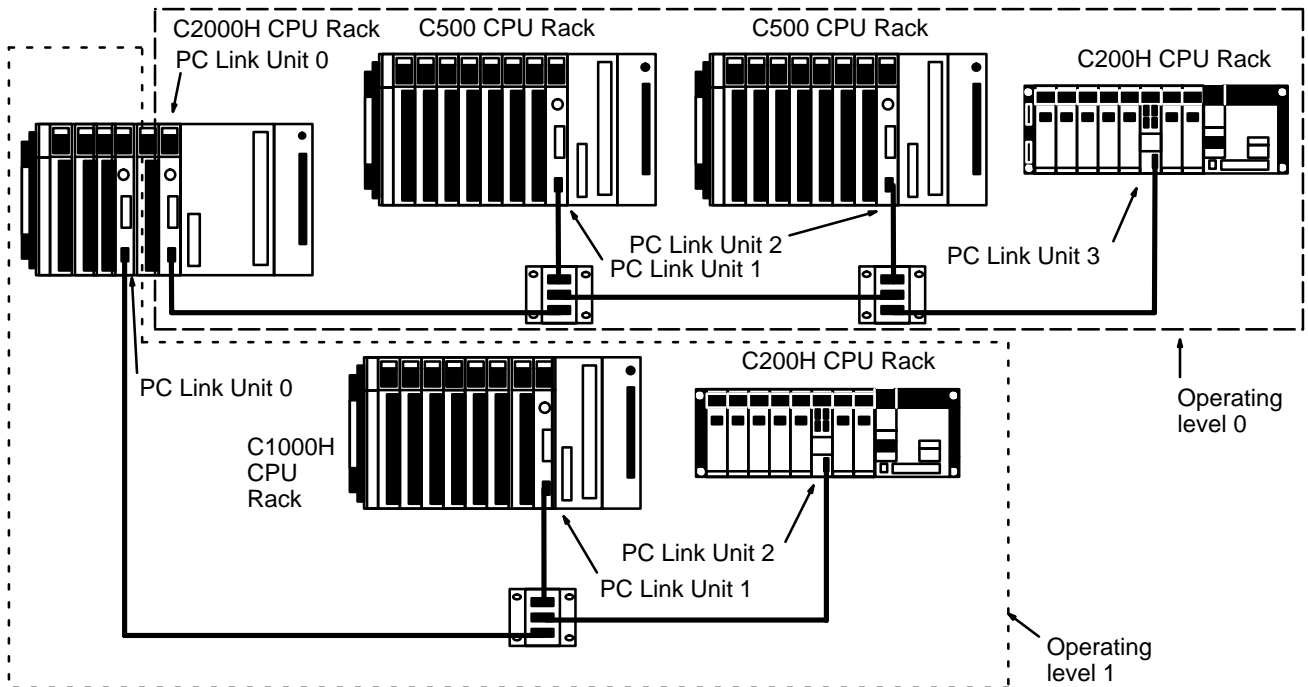 C2000H CPU Rack
PC Link Unit 0
C500 CPU Rack
C500 CPU Rack
C200H CPU Rack
PC Link Unit 2
PC Link Unit 1
PC Link Unit 3
PC Link Unit 0
C200H CPU Rack
Operating
level 0
C1000H
CPU
Rack
PC Link Unit 2
PC Link Unit 1
Operating
level 1